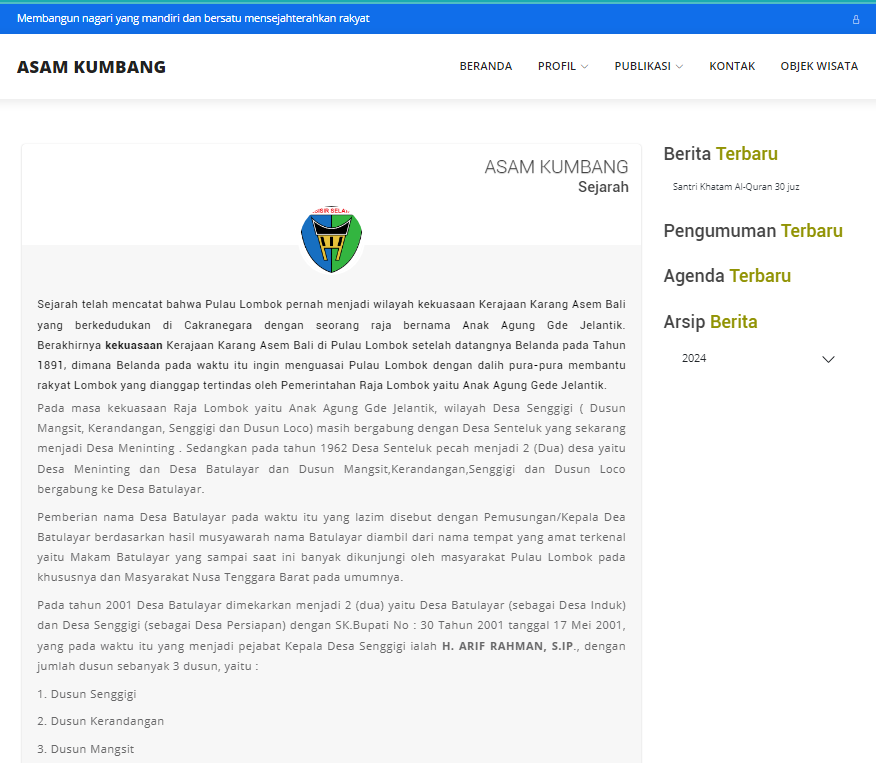 Membangun nagari yang mandiri dan bersatu mensejahterahkan rakyat
ASAM KUMBANG
BERANDA PROFIL PUBLIKASI KONTAK OBJEK WISATA
ASAM KUMBANG
Sejarah
Sejarah telah mencatat bahwa Pulau Lombok pernah menjadi wilayah kekuasaan Kerajaan Karang Asem Bali
yang berkedudukan di Cakranegara dengan seorang raja bernama Anak Agung Gde Jelantik.
Berakhirnya kekuasaan Kerajaan Karang Asem Bali di Pulau Lombok setelah datangnya Belanda pada Tahun
1891, dimana Belanda pada waktu itu ingin menguasai Pulau Lombok dengan dalih pura-pura membantu
rakyat Lombok yang dianggap tertindas oleh Pemerintahan Raja Lombok yaitu Anak Agung Gede Jelantik.
Pada masa kekuasaan Raja Lombok yaitu Anak Agung Gde Jelantik, wilayah Desa Senggigi ( Dusun
Mangsit, Kerandangan, Senggigi dan Dusun Loco) masih bergabung dengan Desa Senteluk yang sekarang
menjadi Desa Meninting . Sedangkan pada tahun 1962 Desa Senteluk pecah menjadi 2 (Dua) desa yaitu
Desa Meninting dan Desa Batulayar dan Dusun Mangsit,Kerandangan,Senggigi dan Dusun Loco
bergabung ke Desa Batulayar.
Pemberian nama Desa Batulayar pada waktu itu yang lazim disebut dengan Pemusungan/Kepala Dea
Batulayar berdasarkan hasil musyawarah nama Batulayar diambil dari nama tempat yang amat terkenal
yaitu Makam Batulayar yang sampai saat ini banyak dikunjungi oleh masyarakat Pulau Lombok pada
khususnya dan Masyarakat Nusa Tenggara Barat pada umumnya.
Pada tahun 2001 Desa Batulayar dimekarkan menjadi 2 (dua) yaitu Desa Batulayar (sebagai Desa Induk)
dan Desa Senggigi (sebagai Desa Persiapan) dengan SK.Bupati No : 30 Tahun 2001 tanggal 17 Mei 2001,
yang pada waktu itu yang menjadi pejabat Kepala Desa Senggigi ialah H. ARIF RAHMAN, S.IP., dengan
jumlah dusun sebanyak 3 dusun, yaitu :
1. Dusun Senggigi
2. Dusun Kerandangan
3. Dusun Mangsit
Berita Terbaru
Santri Khatam Al-Quran 30 juz
Pengumuman Terbaru
Agenda Terbaru
Arsip Berita
2024